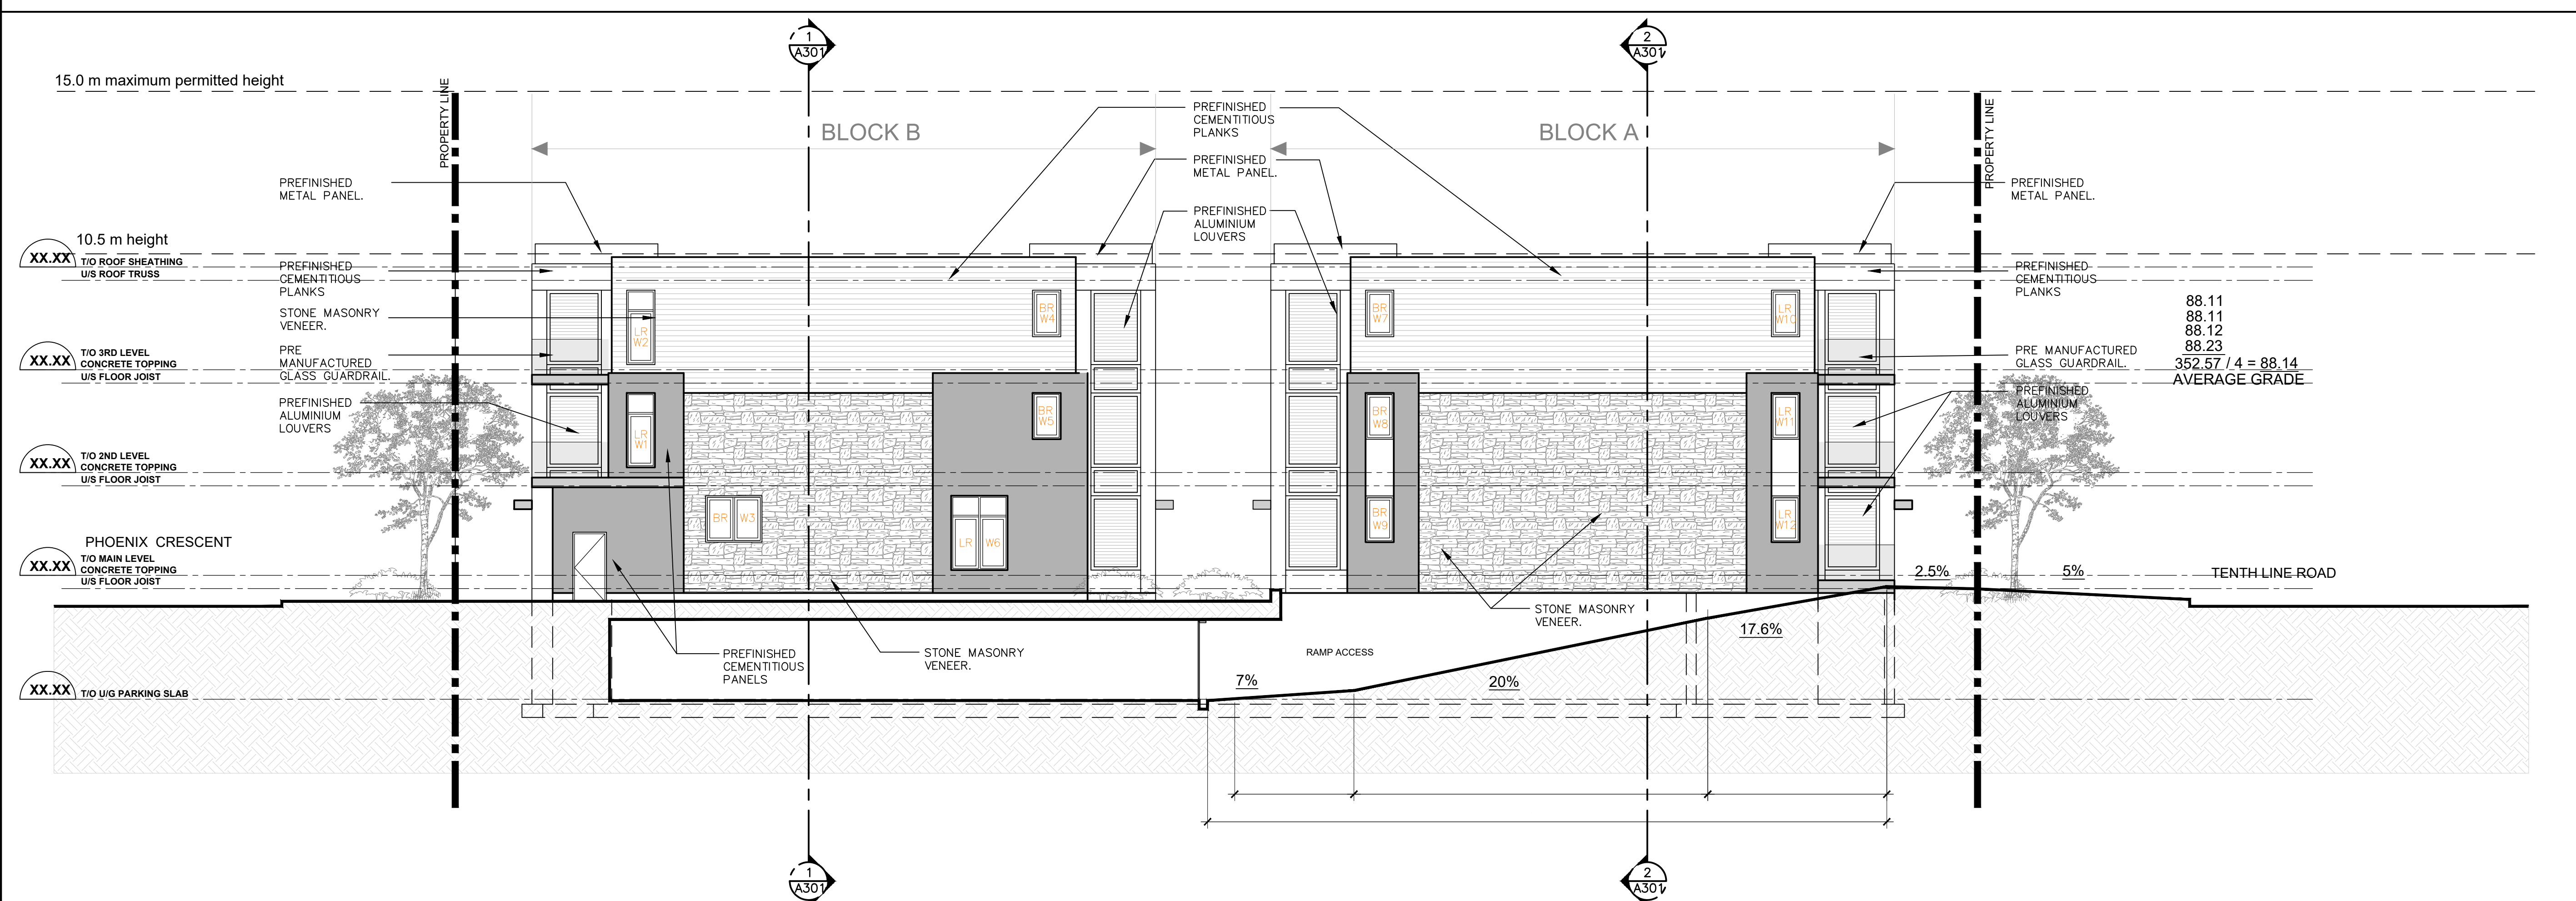 1
A301
2
A301
15.0 m maximum permitted height
PROPERTY LINE
BLOCK B
PREFINISHED
CEMENTITIOUS
PLANKS
BLOCK A
PROPERTY LINE
PREFINISHED
METAL PANEL.
PREFINISHED
METAL PANEL.
PREFINISHED
METAL PANEL.
PREFINISHED
ALUMINIUM
LOUVERS
10.5 m height
XX.XX
T/O ROOF SHEATHING
U/S ROOF TRUSS
PREFINISHED
CEMENTITIOUS
PLANKS
PREFINISHED
CEMENTITIOUS
PLANKS
STONE MASONRY
VENEER.
LR
W2
BR
W4
BR
W7
LR
W10
88.11
88.11
88.12
88.23
352.57 / 4 = 88.14
AVERAGE GRADE
XX.XX
T/O 3RD LEVEL
CONCRETE TOPPING
U/S FLOOR JOIST
PRE
MANUFACTURED
GLASS GUARDRAIL.
PRE MANUFACTURED
GLASS GUARDRAIL.
PREFINISHED
ALUMINIUM
LOUVERS
PREFINISHED
ALUMINIUM
LOUVERS
LR
W1
BR
W5
BR
W8
LR
W11
XX.XX
T/O 2ND LEVEL
CONCRETE TOPPING
U/S FLOOR JOIST
BR W3
LR W6
BR
W9
LR
W12
PHOENIX CRESCENT
XX.XX
T/O MAIN LEVEL
CONCRETE TOPPING
U/S FLOOR JOIST
2.5%
5%
TENTH LINE ROAD
STONE MASONRY
VENEER.
17.6%
PREFINISHED
CEMENTITIOUS
PANELS
STONE MASONRY
VENEER.
RAMP ACCESS
7%
20%
XX.XX
T/O U/G PARKING SLAB
1
A301
2
A301